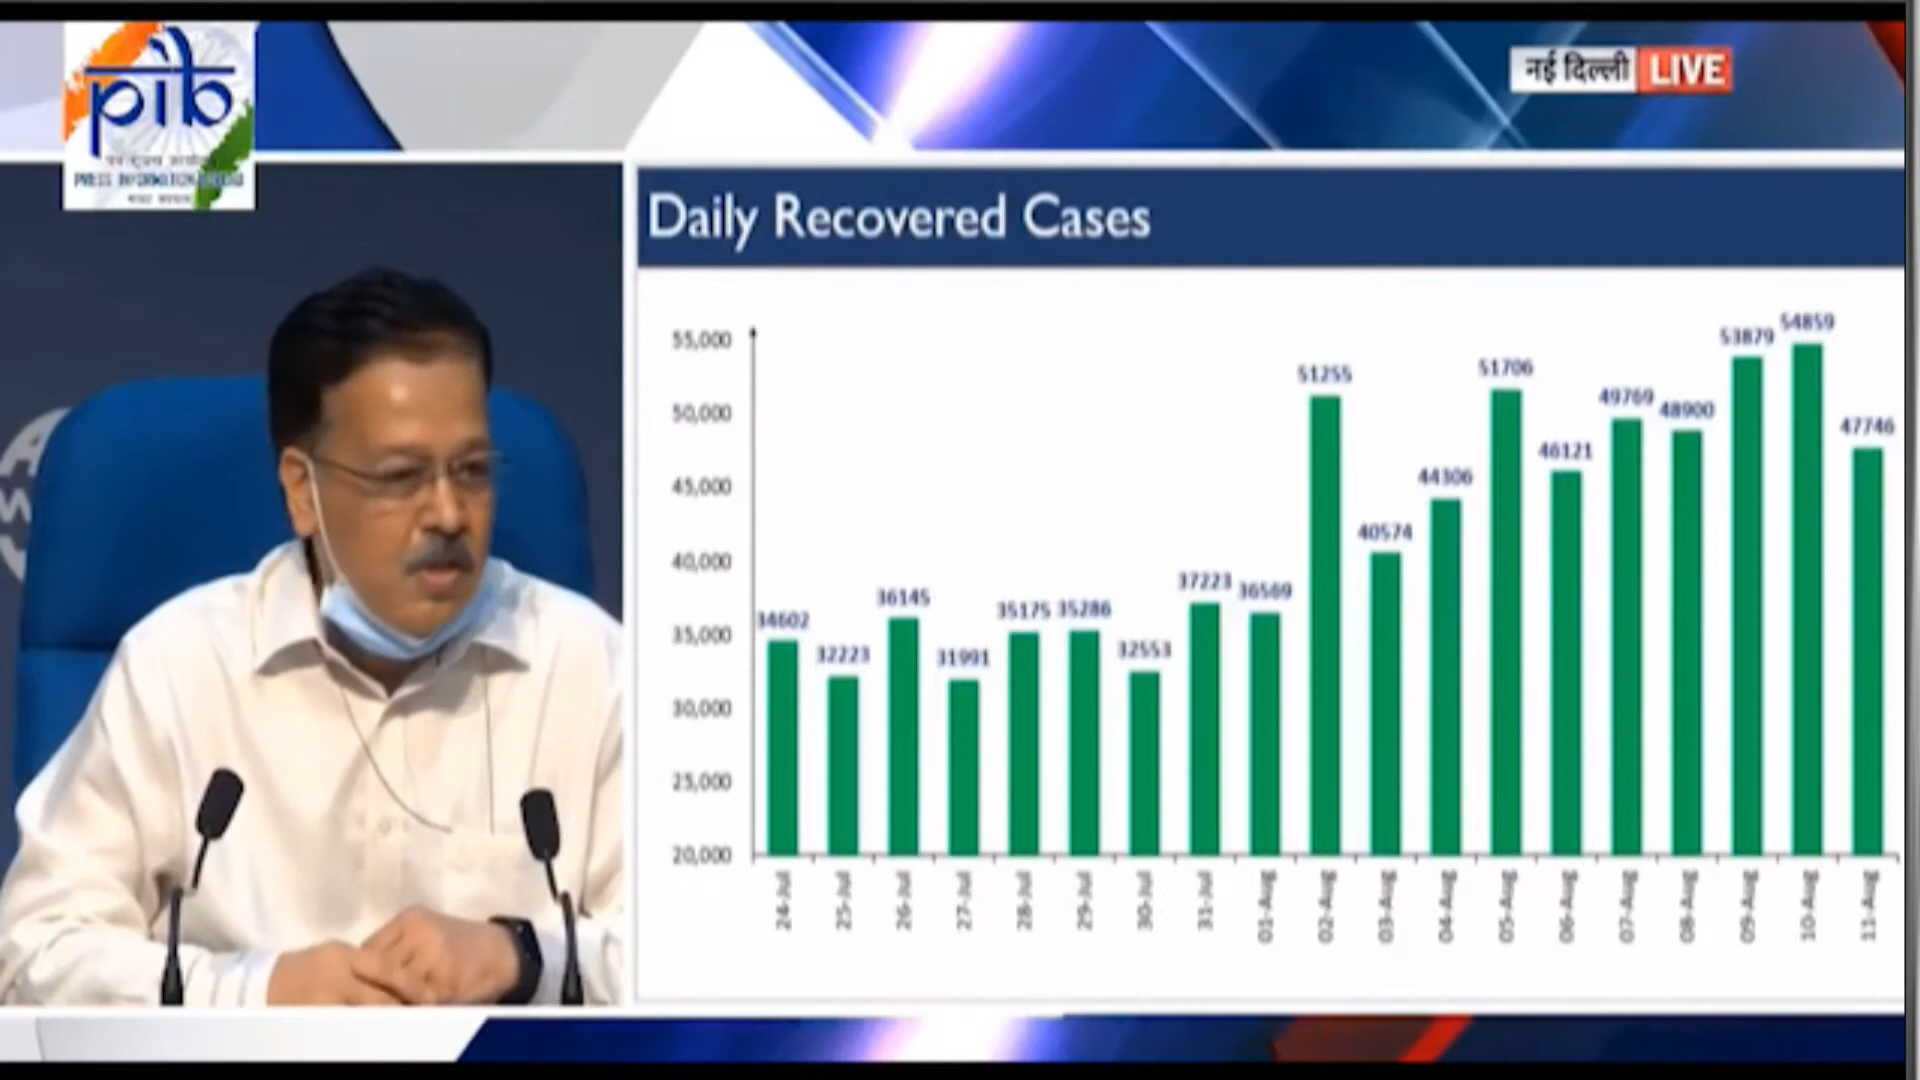 pib
PRESS INFORMATION
नई दिल्ली LIVE
Daily Recovered Cases
55,000
50,000
45,000
40,000
35,000
30,000
25,000
20,000
34602
32223
36145
31991
35175
35286
32553
37223
36569
51255
40574
44306
51706
46121
49769
48900
53879
54859
47746
24-Jul
25-Jul
26-Jul
27-Jul
28-Jul
29-Jul
30-Jul
31-Jul
01-Aug
02-Aug
03-Aug
04-Aug
05-Aug
06-Aug
07-Aug
08-Aug
09-Aug
10-Aug
11-Aug